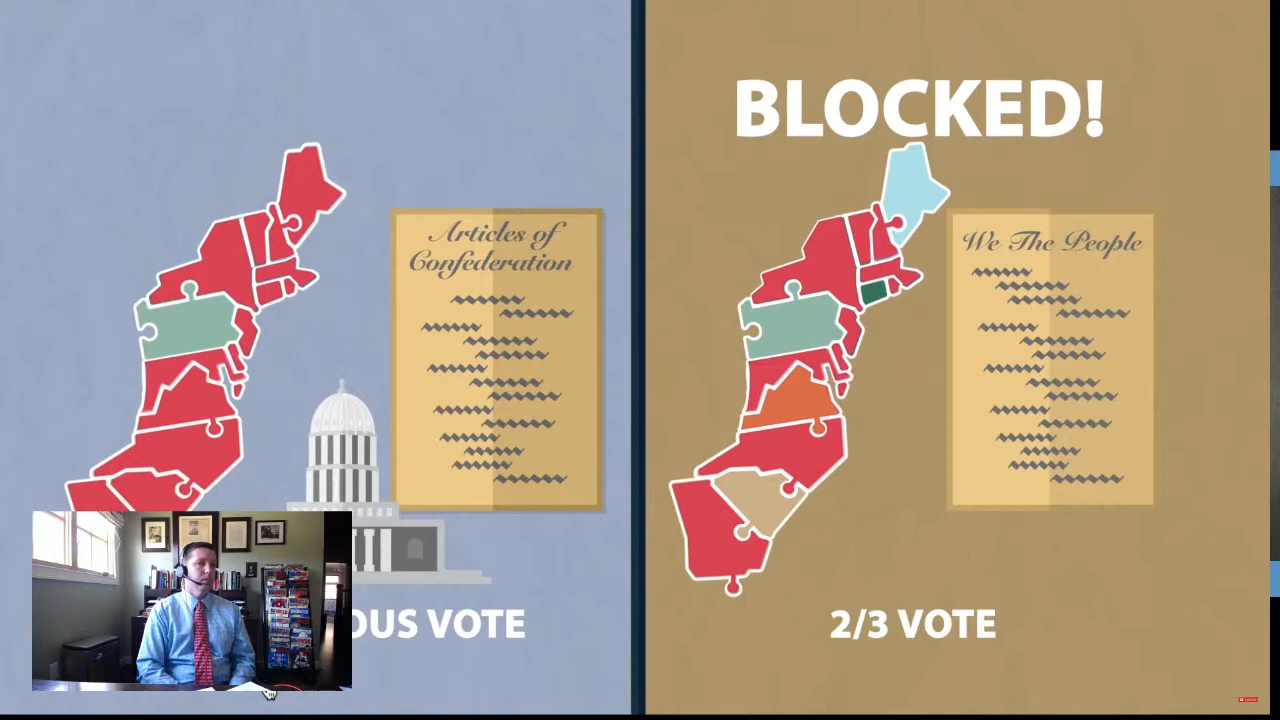 BLOCKED!
Articles of
Confederation
We The People
OUS VOTE
2/3 VOTE